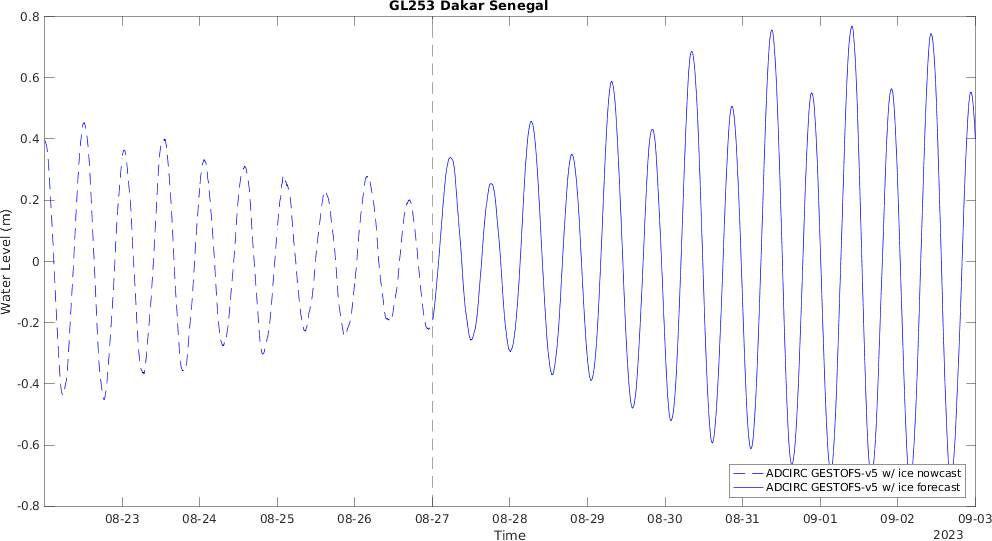 GL253 Dakar Senegal
Water Level (m)
0.8
0.6
0.4
0.2
0
-0.2
-0.4
-0.6
-0.8
ADCIRC GESTOFS-v5 w/ ice nowcast
ADCIRC GESTOFS-v5 w/ ice forecast
08-23 08-24 08-25 08-26 08-27 08-28 08-29 08-30 08-31 09-01 09-02 09-03
Time
2023